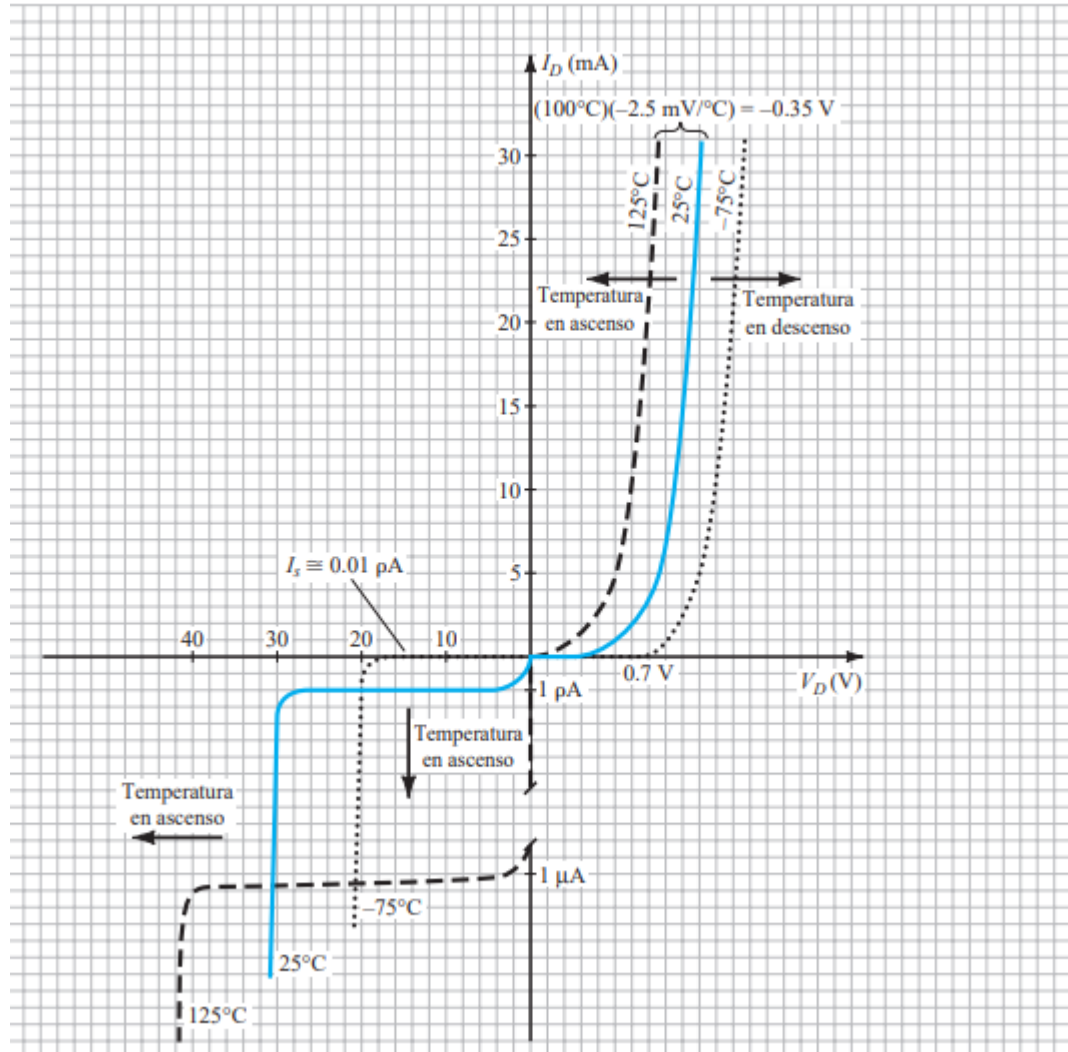 I_D (mA)
(100°C)(–2.5 mV/°C) = –0.35 V
30
125°C
25°C
–75°C
25
Temperatura
en ascenso
Temperatura
en descenso
20
15
10
I_s ≅ 0.01 ρA
5
40
30
20
10
0.7 V
V_D (V)
1 ρA
Temperatura
en ascenso
Temperatura
en ascenso
1 μA
–75°C
25°C
125°C